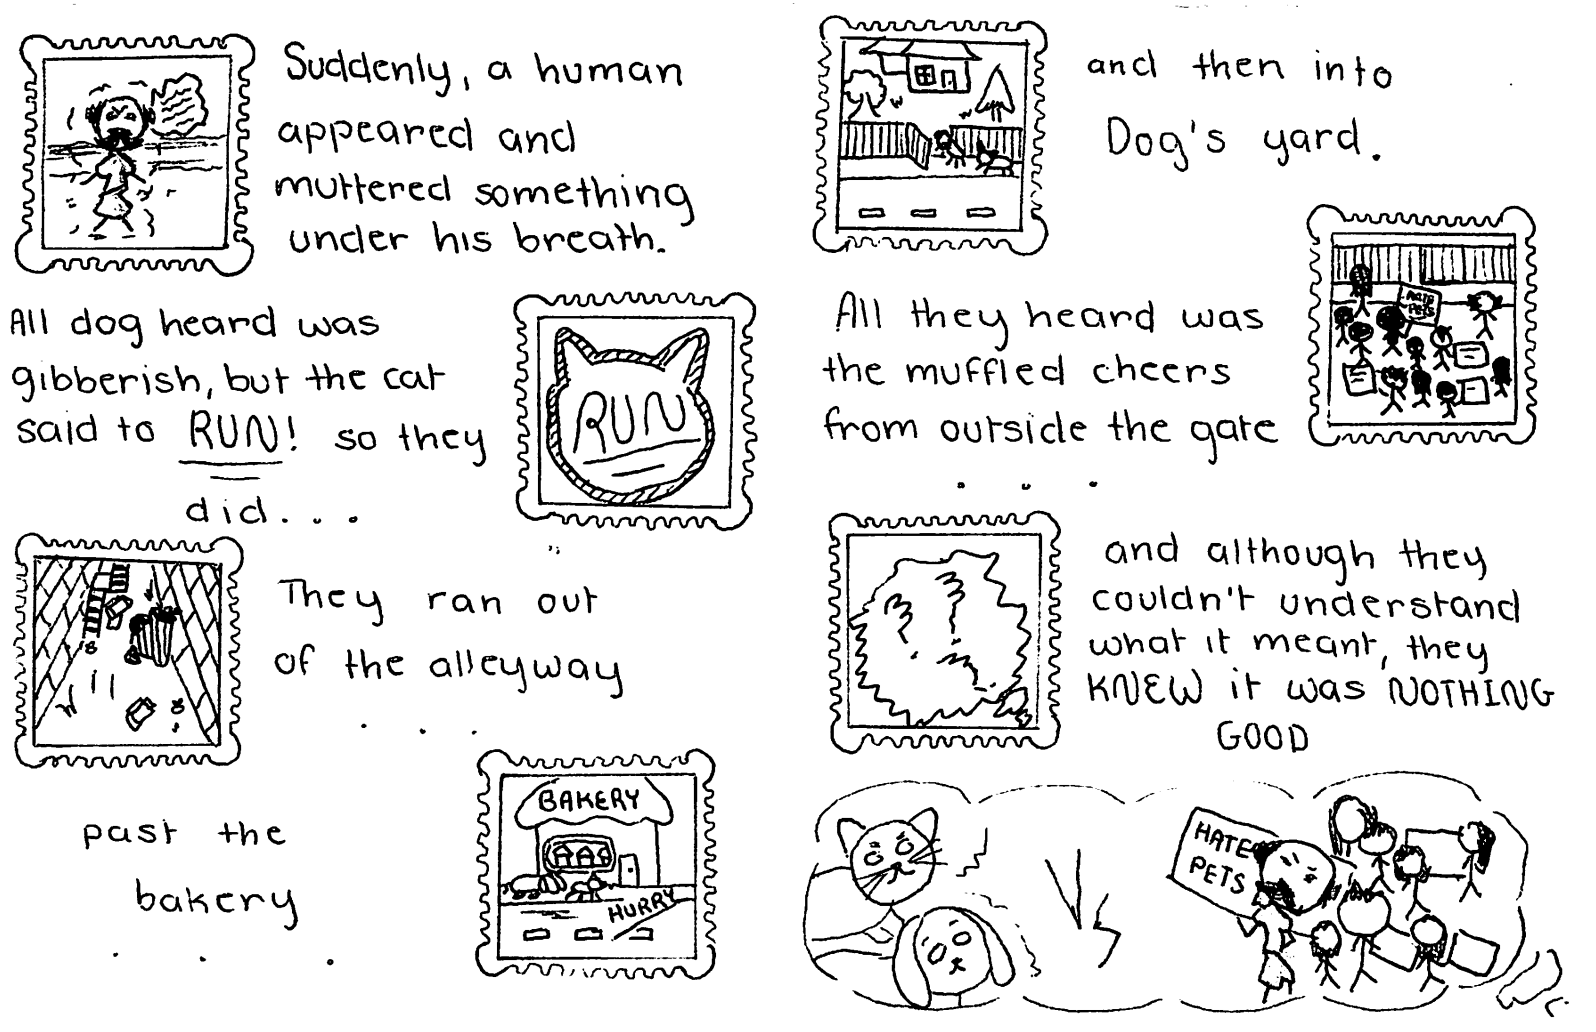 Suddenly, a human
appeared and
muttered something
under his breath.
All dog heard was
gibberish, but the cat
said to RUN! so they
did...
RUN
They ran out
of the alleyway
...
past the
bakery
...
BAKERY
HURRY
and then into
Dog's yard.
All they heard was
the muffled cheers
from outside the gate
...
HATE
PETS
and although they
couldn't understand
what it meant, they
KNEW it was NOTHING
GOOD
HATE
PETS